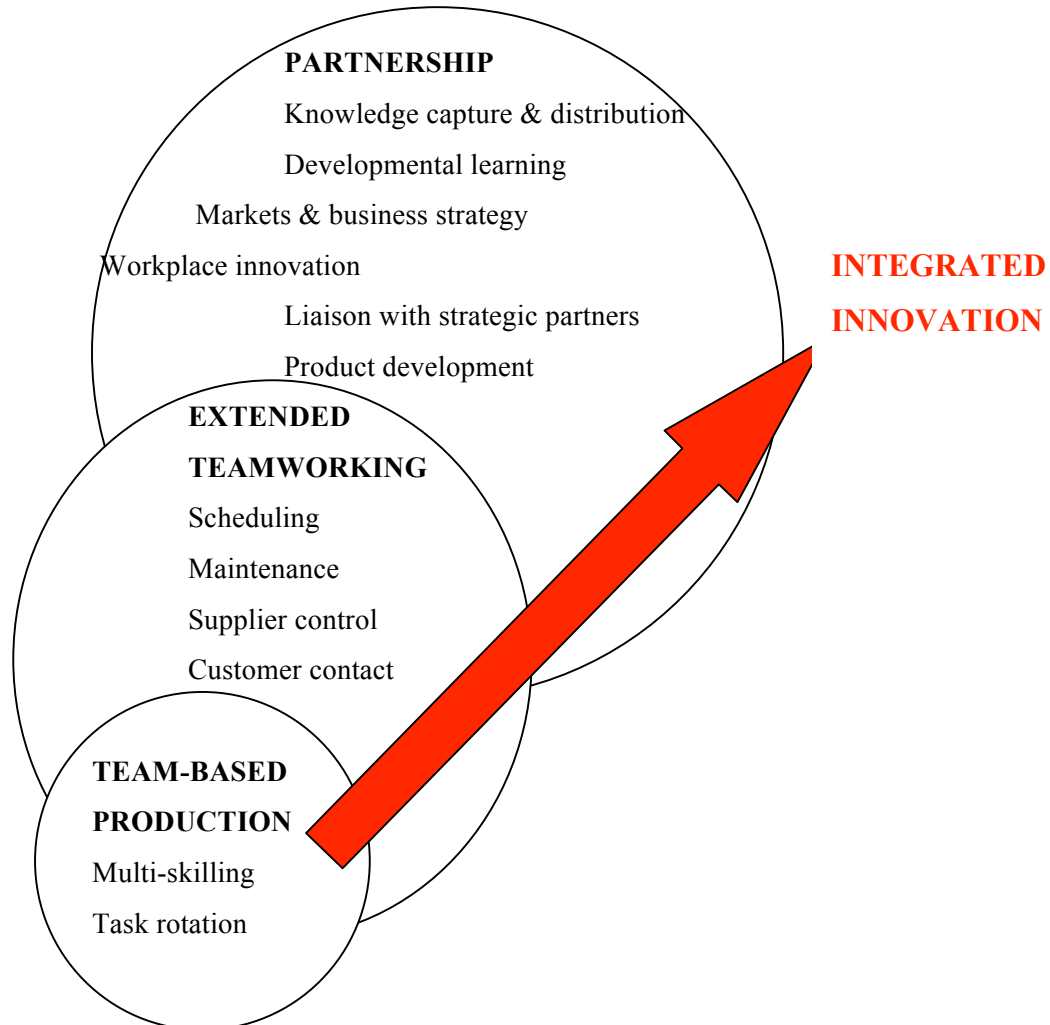 PARTNERSHIP
Knowledge capture & distribution
Developmental learning
Markets & business strategy
Workplace innovation
Liaison with strategic partners
Product development
INTEGRATED
INNOVATION
EXTENDED
TEAMWORKING
Scheduling
Maintenance
Supplier control
Customer contact
TEAM-BASED
PRODUCTION
Multi-skilling
Task rotation